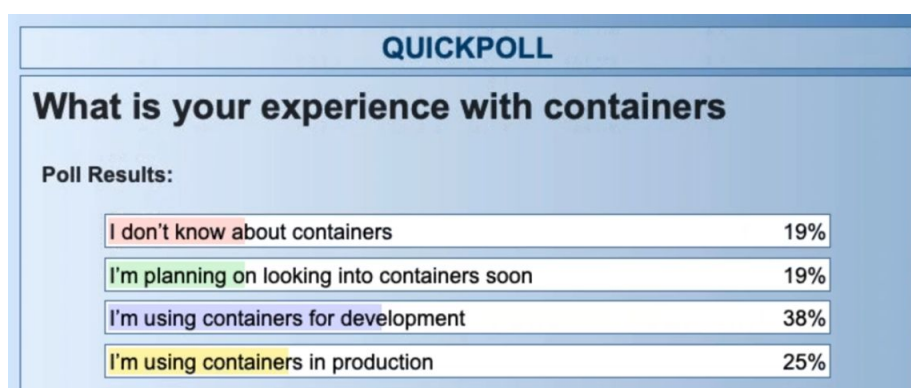 QUICKPOLL
What is your experience with containers
Poll Results:
I don't know about containers 19%
I'm planning on looking into containers soon 19%
I'm using containers for development 38%
I'm using containers in production 25%